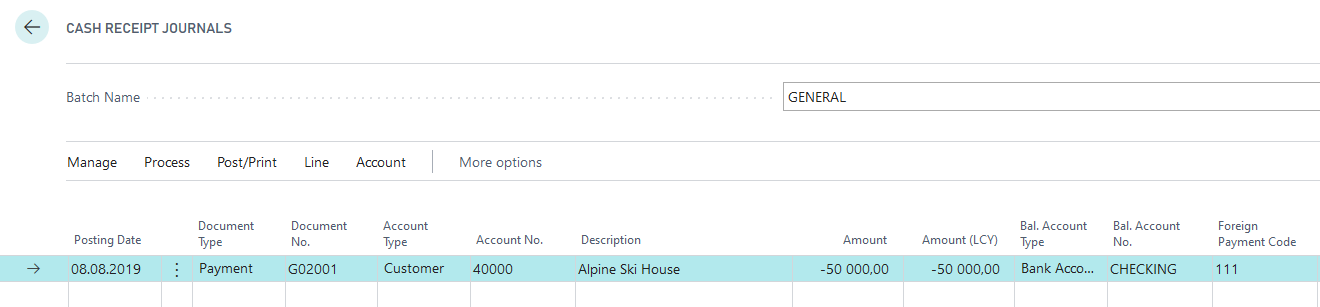 CASH RECEIPT JOURNALS
Batch Name GENERAL
Manage Process Post/Print Line Account More options
Posting Date Document Type Document No. Account Type Account No. Description Amount Amount (LCY) Bal. Account Type Bal. Account No. Foreign Payment Code
08.08.2019 Payment G02001 Customer 40000 Alpine Ski House -50 000,00 -50 000,00 Bank Acco... CHECKING 111